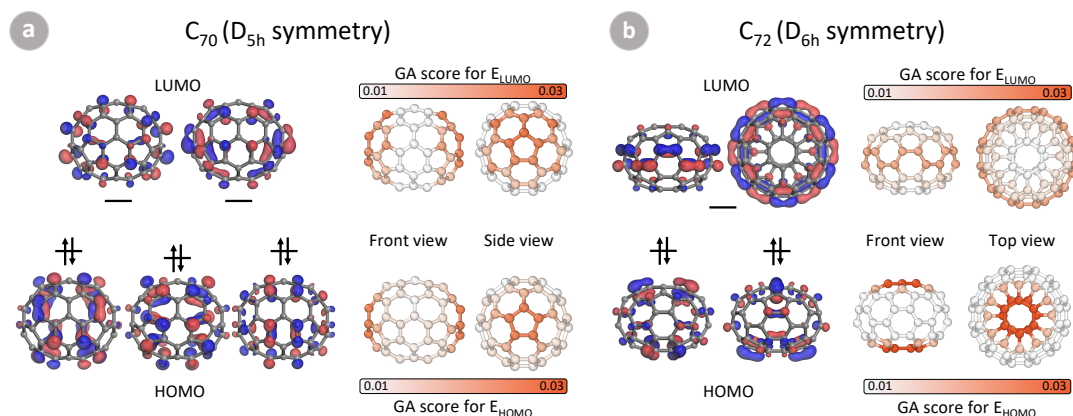 a
C70 (D5h symmetry)
LUMO
GA score for ELUMO
0.01 0.03
Front view Side view
HOMO
0.01 0.03
GA score for EHOMO
b
C72 (D6h symmetry)
LUMO
GA score for ELUMO
0.01 0.03
Front view Top view
HOMO
0.01 0.03
GA score for EHOMO